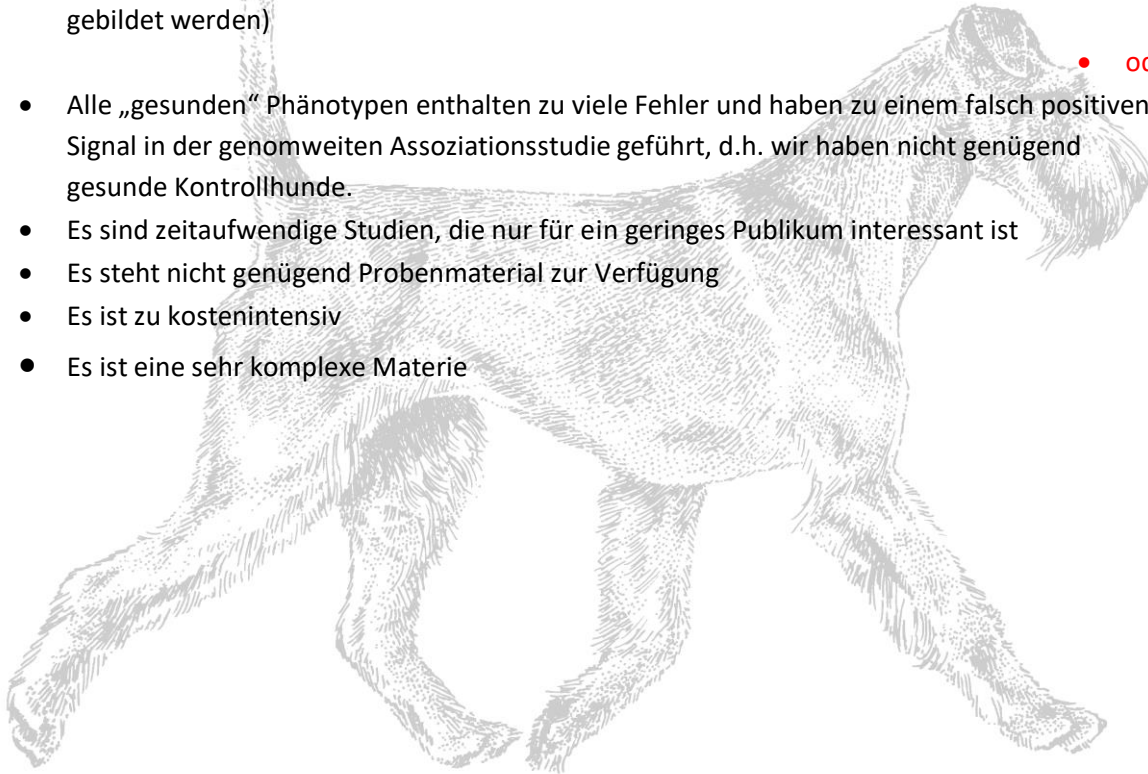 gebildet werden)
• oc
• Alle „gesunden“ Phänotypen enthalten zu viele Fehler und haben zu einem falsch positiven
Signal in der genomweiten Assoziationsstudie geführt, d.h. wir haben nicht genügend
gesunde Kontrollhunde.
• Es sind zeitaufwendige Studien, die nur für ein geringes Publikum interessant ist
• Es steht nicht genügend Probenmaterial zur Verfügung
• Es ist zu kostenintensiv
• Es ist eine sehr komplexe Materie